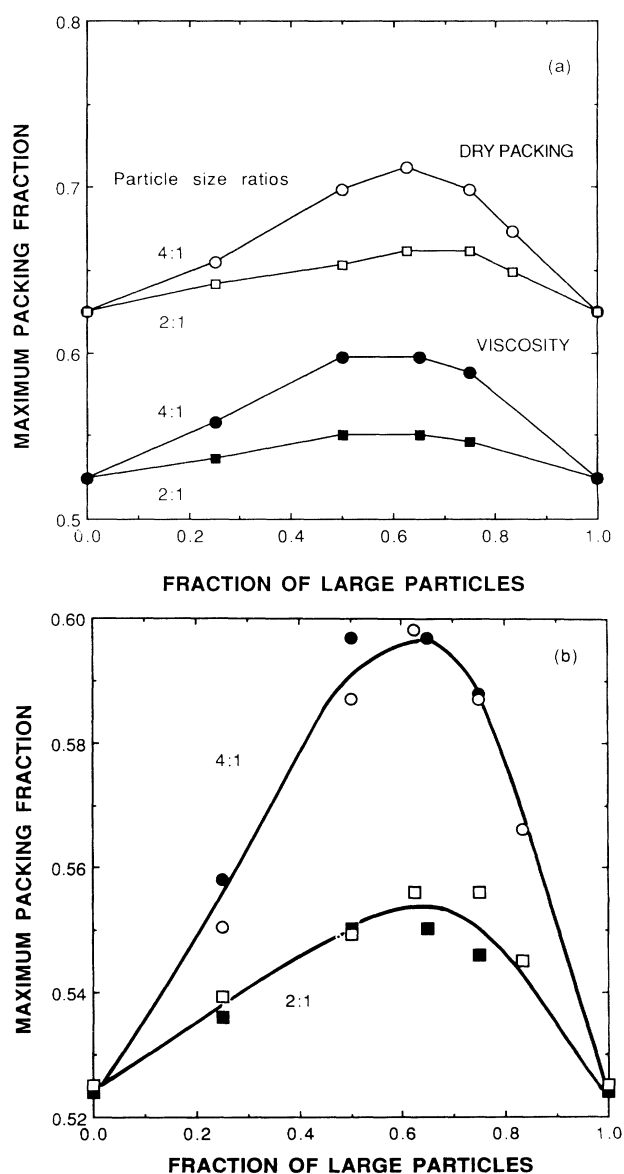 0.8
(a)
MAXIMUM PACKING FRACTION
DRY PACKING
Particle size ratios
0.7
4:1
2:1
VISCOSITY
0.6
4:1
2:1
0.5
0.0 0.2 0.4 0.6 0.8 1.0
FRACTION OF LARGE PARTICLES
0.60
(b)
MAXIMUM PACKING FRACTION
0.58
4:1
0.56
0.54
2:1
0.52
0.0 0.2 0.4 0.6 0.8 1.0
FRACTION OF LARGE PARTICLES